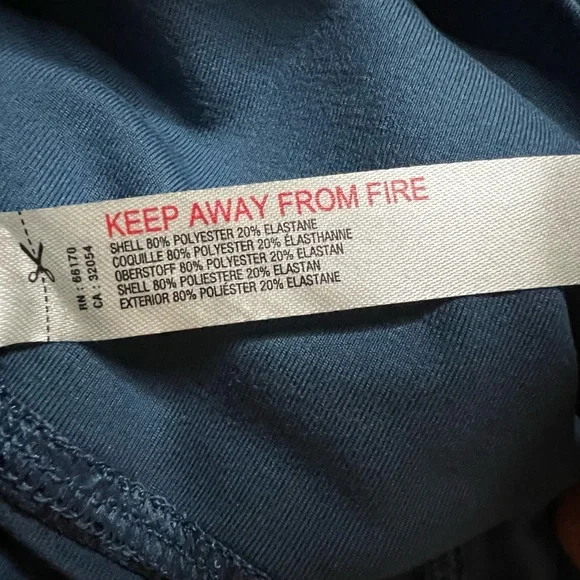 RN : 66170
CA : 32054
KEEP AWAY FROM FIRE
SHELL 80% POLYESTER 20% ELASTANE
COQUILLE 80% POLYESTER 20% ÉLASTHANNE
OBERSTOFF 80% POLYESTER 20% ELASTAN
SHELL 80% POLIESTERE 20% ELASTAN
EXTERIOR 80% POLIÉSTER 20% ELASTANE